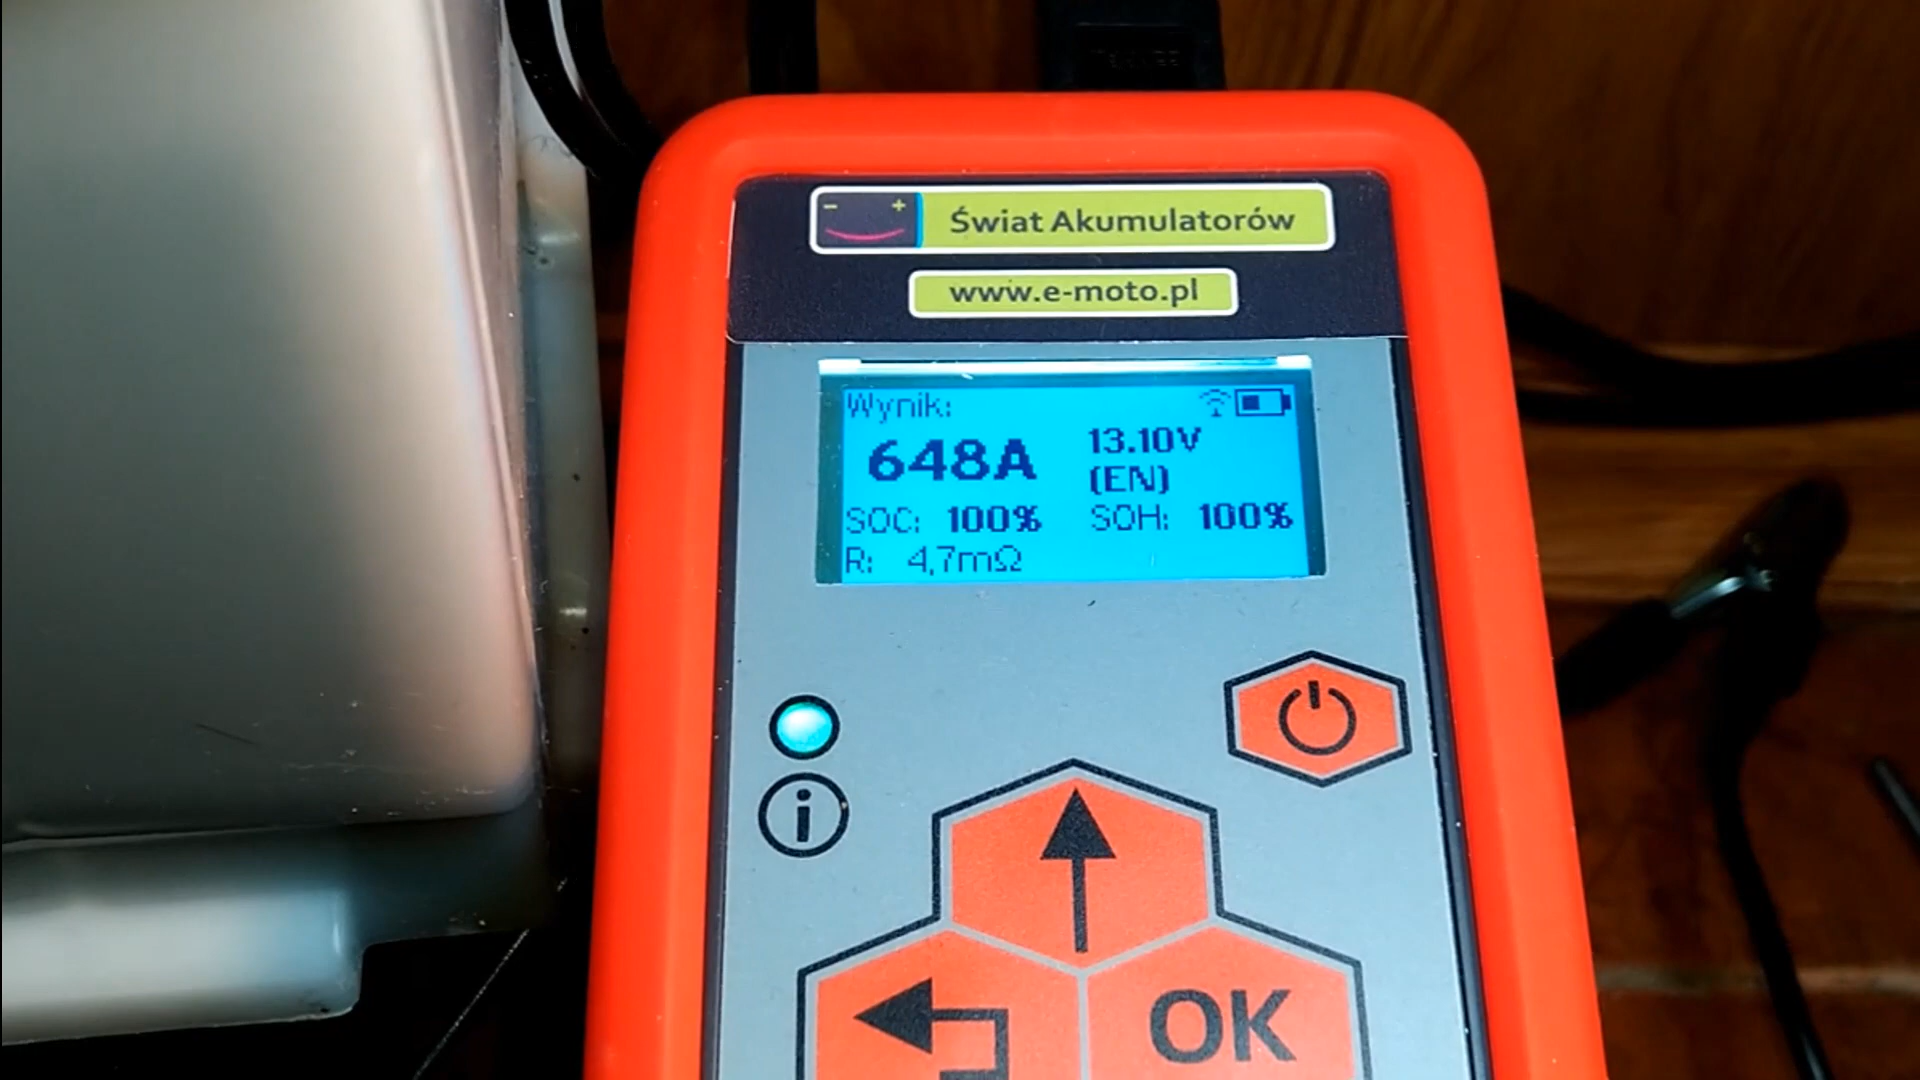 - +
Świat Akumulatorów
www.e-moto.pl
Wynik:
648A 13.10V
(EN)
SOC: 100% SOH: 100%
R: 4,7mΩ
i
OK